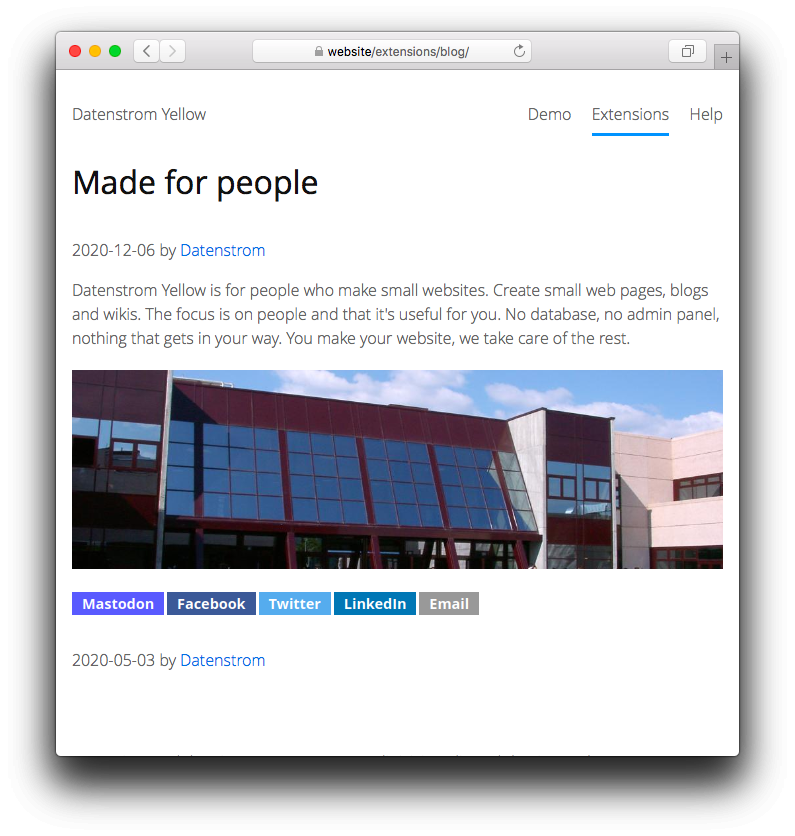 website/extensions/blog/
Datenstrom Yellow Demo Extensions Help
Made for people
2020-12-06 by Datenstrom
Datenstrom Yellow is for people who make small websites. Create small web pages, blogs
and wikis. The focus is on people and that it's useful for you. No database, no admin panel,
nothing that gets in your way. You make your website, we take care of the rest.
Mastodon Facebook Twitter LinkedIn Email
2020-05-03 by Datenstrom